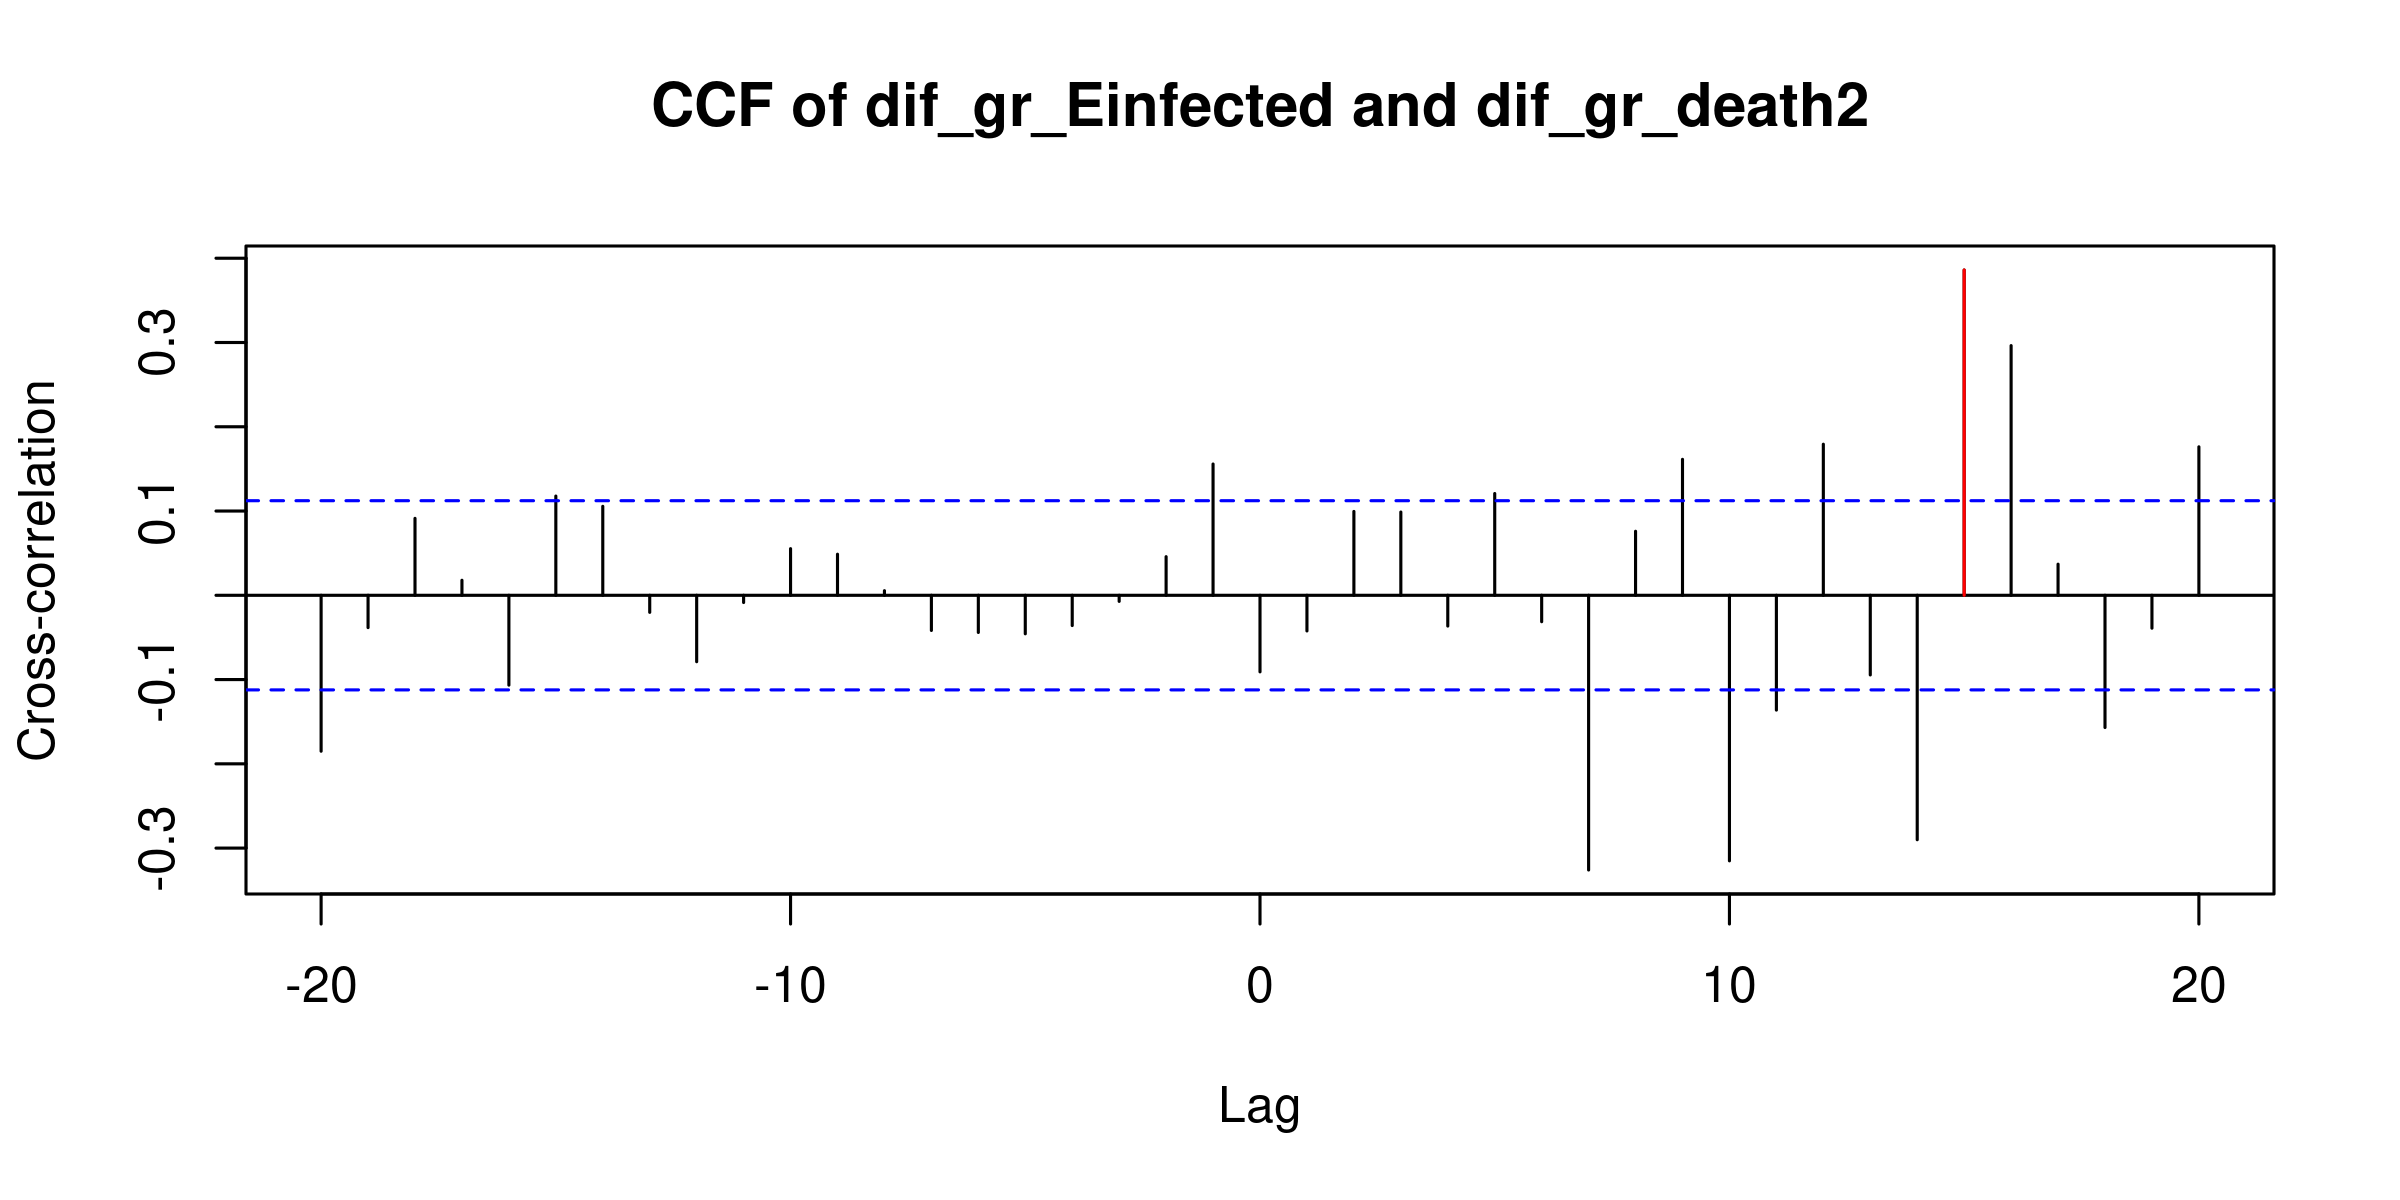 CCF of dif_gr_Einfected and dif_gr_death2
Cross-correlation
0.3
0.1
-0.1
-0.3
-20 -10 0 10 20
Lag